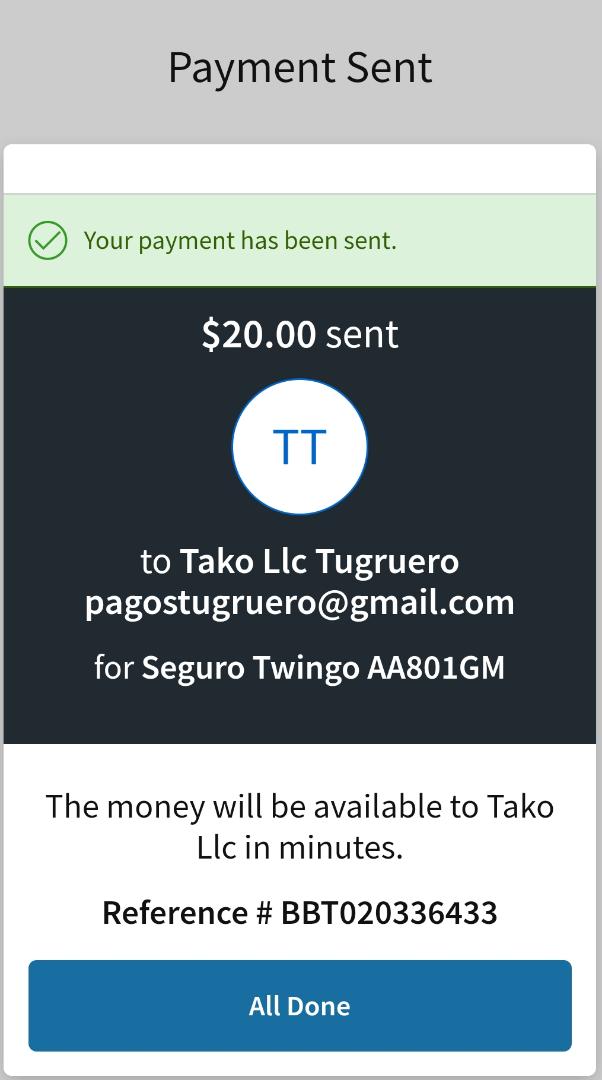 Payment Sent
Your payment has been sent.
$20.00 sent
TT
to Tako Llc Tugruero
pagostugruero@gmail.com
for Seguro Twingo AA801GM
The money will be available to Tako
Llc in minutes.
Reference # BBT020336433
All Done